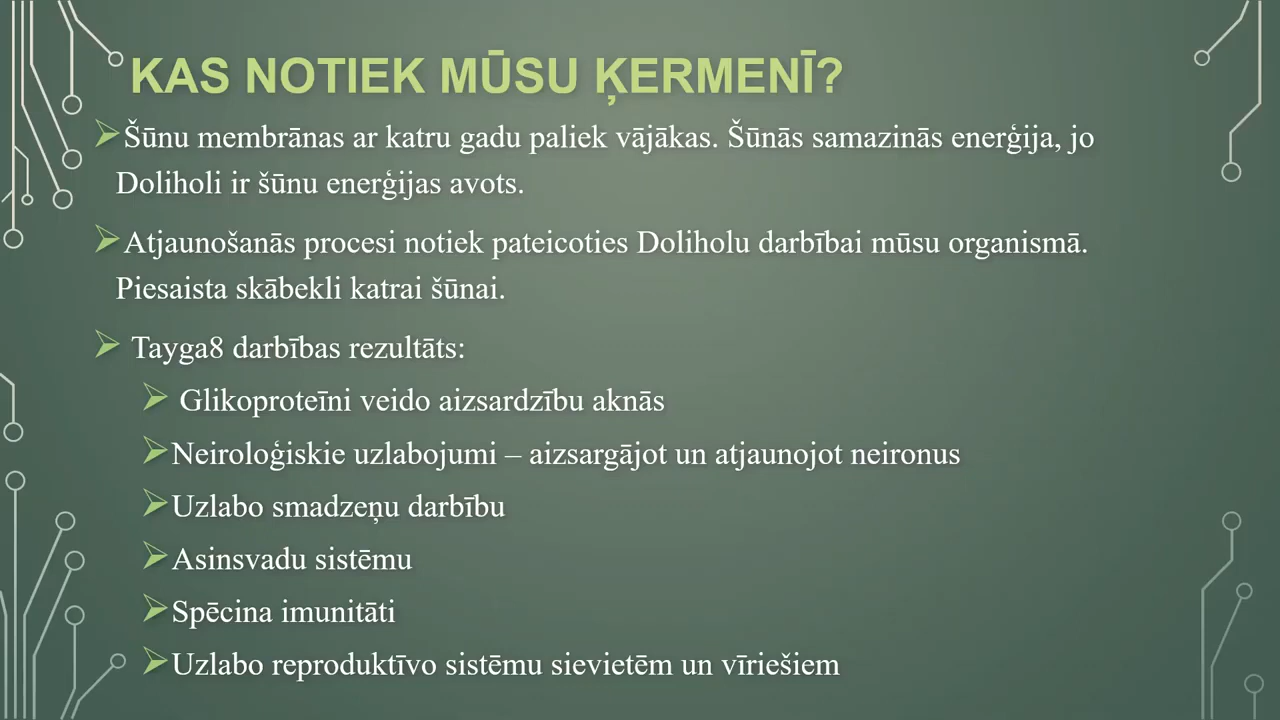 KAS NOTIEK MŪSU ĶERMENĪ?
Šūnu membrānas ar katru gadu paliek vājākas. Šūnās samazinās enerģija, jo
Doliholi ir šūnu enerģijas avots.
Atjaunošanās procesi notiek pateicoties Doliholu darbībai mūsu organismā.
Piesaista skābekli katrai šūnai.
Tayga8 darbības rezultāts:
Glikoproteīni veido aizsardzību aknās
Neiroloģiskie uzlabojumi – aizsargājot un atjaunojot neironus
Uzlabo smadzeņu darbību
Asinsvadu sistēmu
Spēcina imunitāti
Uzlabo reproduktīvo sistēmu sievietēm un vīriešiem